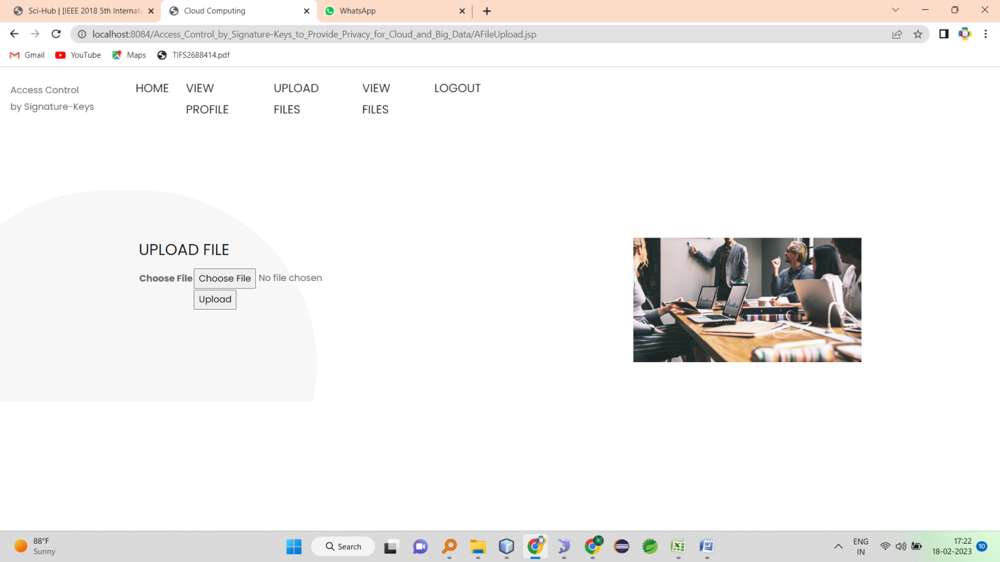 Sci-Hub | [IEEE 2018 5th Internati
Cloud Computing
WhatsApp
localhost:8084/Access_Control_by_Signature-Keys_to_Provide_Privacy_for_Cloud_and_Big_Data/AFileUpload.jsp
Gmail
YouTube
Maps
TIFS2688414.pdf
Access Control
by Signature-Keys
HOME
VIEW
PROFILE
UPLOAD
FILES
VIEW
FILES
LOGOUT
UPLOAD FILE
Choose File Choose File No file chosen
Upload
88°F
Sunny
Search
ENG
IN
17:22
18-02-2023
10